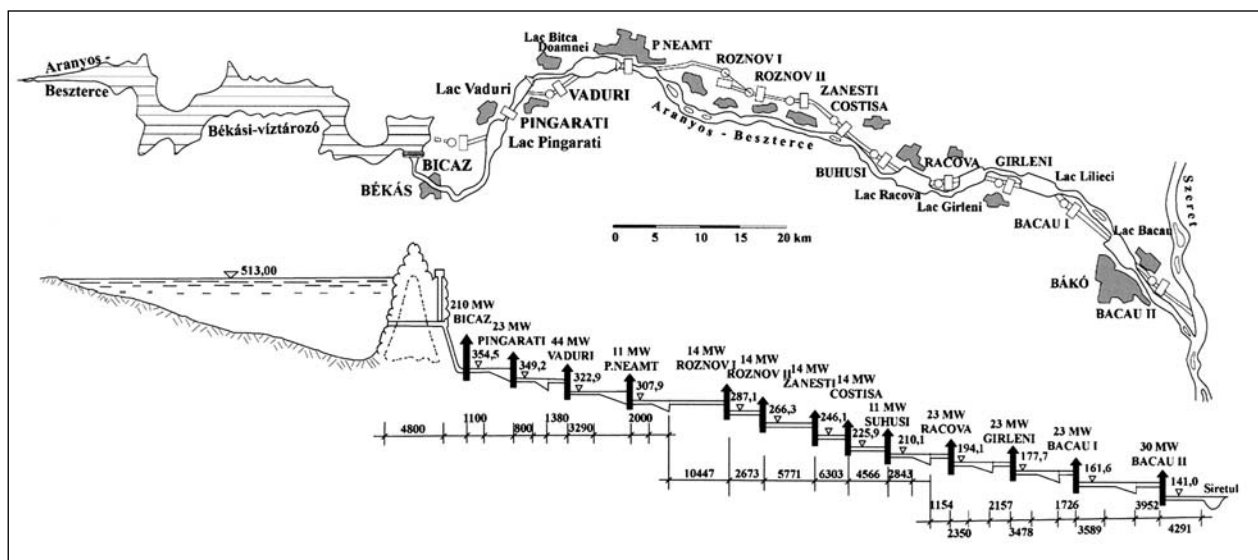 Aranyos -
Beszterce
Békási-víztározó
BICAZ
BÉKÁS
Lac Vaduri
Lac Bitca
Doamnei
P NEAMT
VADURI
PINGARATI
Lac Pingarati
ROZNOV I
ROZNOV II
ZANESTI
COSTISA
Aranyos - Beszterce
BUHUSI
RACOVA
GIRLENI
Lac Racova
Lac Girleni
Lac Lilieci
BACAU I
Lac Bacau
Szeret
BÁKÓ
BACAU II
0 5 10 15 20 km
513,00
210 MW
BICAZ
354,5
23 MW
PINGARATI
349,2
44 MW
VADURI
322,9
11 MW
P.NEAMT
307,9
14 MW
ROZNOV I
287,1
14 MW
ROZNOV II
266,3
14 MW
ZANESTI
246,1
14 MW
COSTISA
225,9
11 MW
SUHUSI
210,1
23 MW
RACOVA
194,1
23 MW
GIRLENI
177,7
23 MW
BACAU I
161,6
30 MW
BACAU II
141,0
Siretul
4800
1100
800
1380
3290
2000
10447
2673
5771
6303
4566
2843
1154
2350
2157
3478
1726
3589
3952
4291